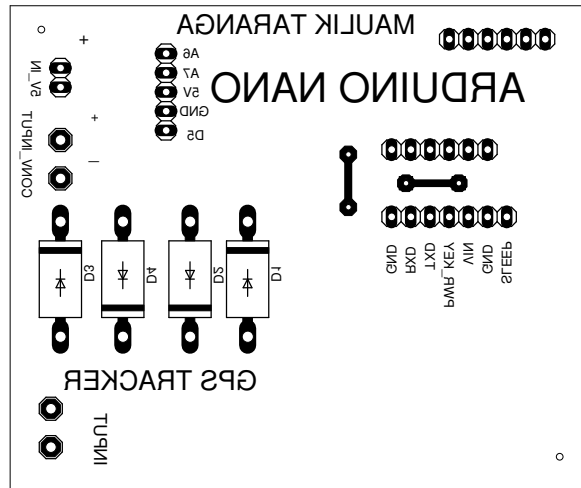 MAULIK TARANGA
ARDUINO NANO
+
5V_IN
A6
A7
5V
GND
D5
+
CONV_INPUT
–
GND
RXD
TXD
PWR_KEY
VIN
GND
SLEEP
D3
D4
D2
D1
GPS TRACKER
INPUT